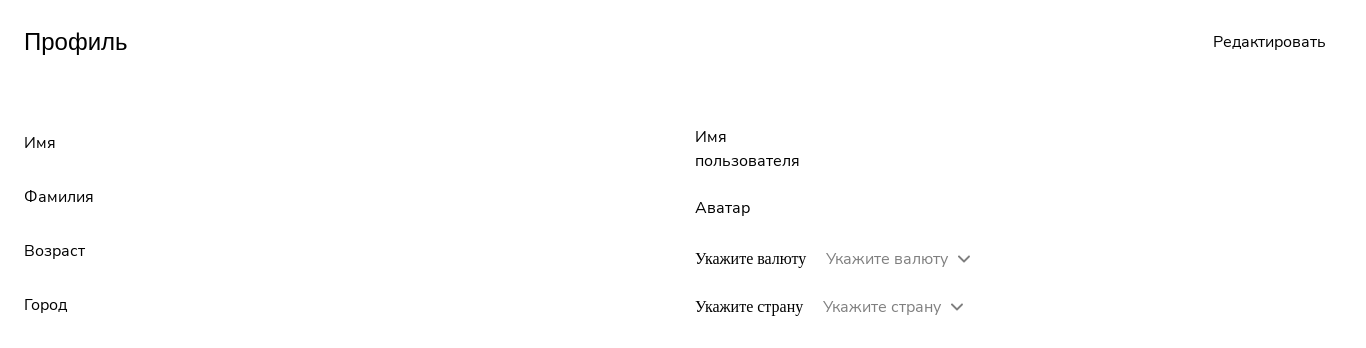 Профиль
Редактировать
Имя
Фамилия
Возраст
Город
Имя
пользователя
Аватар
Укажите валюту Укажите валюту
Укажите страну Укажите страну